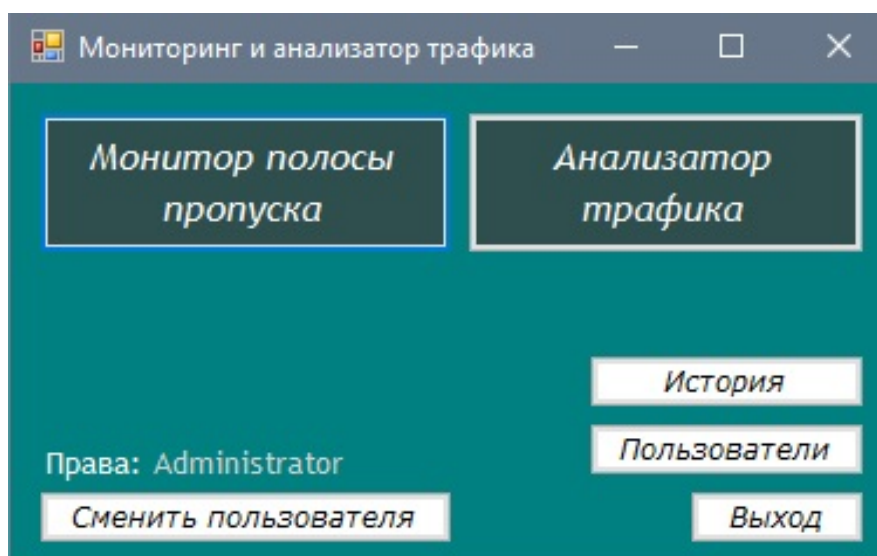 Мониторинг и анализатор трафика
Монитор полосы
пропуска
Анализатор
трафика
История
Пользователи
Права: Administrator
Сменить пользователя
Выход